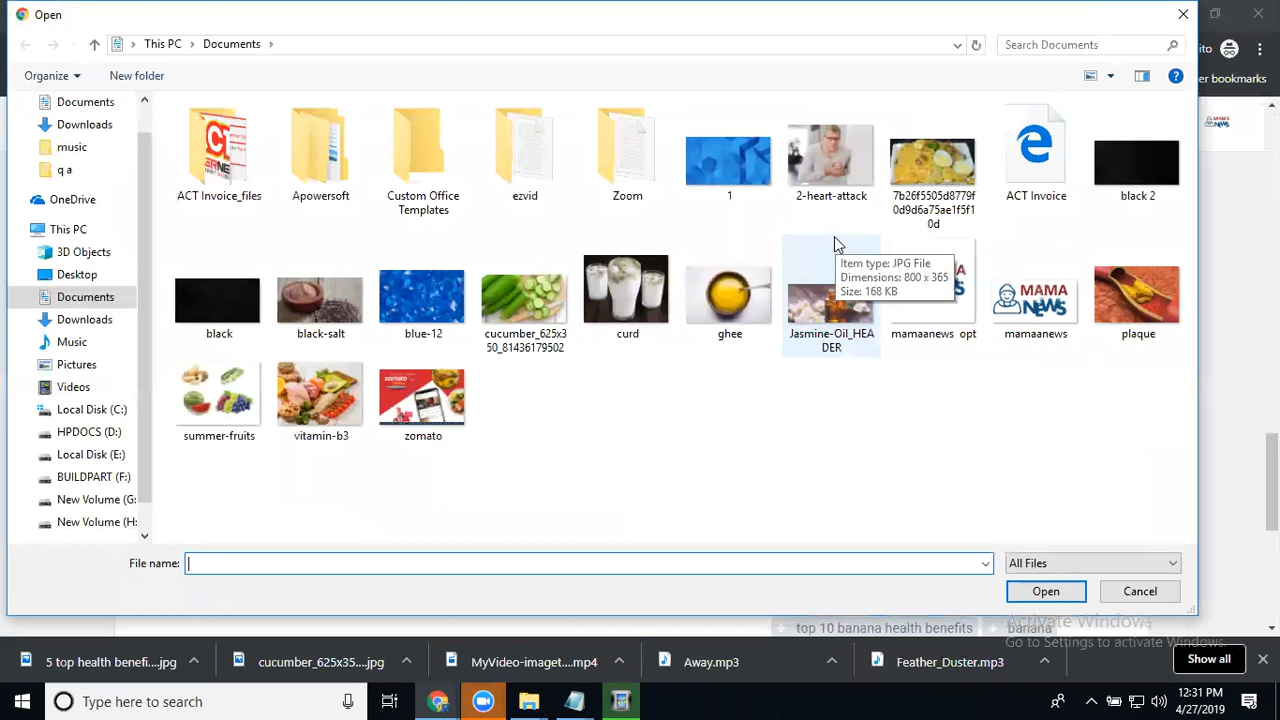 Open
This PC
Documents
Search Documents
ito
Organize
New folder
er bookmarks
Documents
Downloads
music
q a
OneDrive
This PC
3D Objects
Desktop
Documents
Downloads
Music
Pictures
Videos
Local Disk (C:)
HPDOCS (D:)
Local Disk (E:)
BUILDPART (F:)
New Volume (G:
New Volume (H:
ACT Invoice_files
Apowersoft
Custom Office
Templates
ezvid
Zoom
1
2-heart-attack
7b26f5505d8779f
0d9d6a75ae1f5f1
0d
ACT Invoice
black 2
black
black-salt
blue-12
cucumber_625x3
50_81436179502
curd
ghee
Jasmine-Oil_HEA
DER
Item type: JPG File
Dimensions: 800 x 365
Size: 168 KB
mamaanews opt
MAMA
NEWS
mamaanews
plaque
summer-fruits
vitamin-b3
zomato
zomato
MAMA
NEWS
File name:
All Files
Open
Cancel
top 10 banana health benefits
banana
Activate Windows
Go to Settings to activate Windows.
5 top health benefi....jpg
cucumber_625x35....jpg
MyVideo-imaget....mp4
Away.mp3
Feather_Duster.mp3
Show all
Type here to search
12:31 PM
4/27/2019